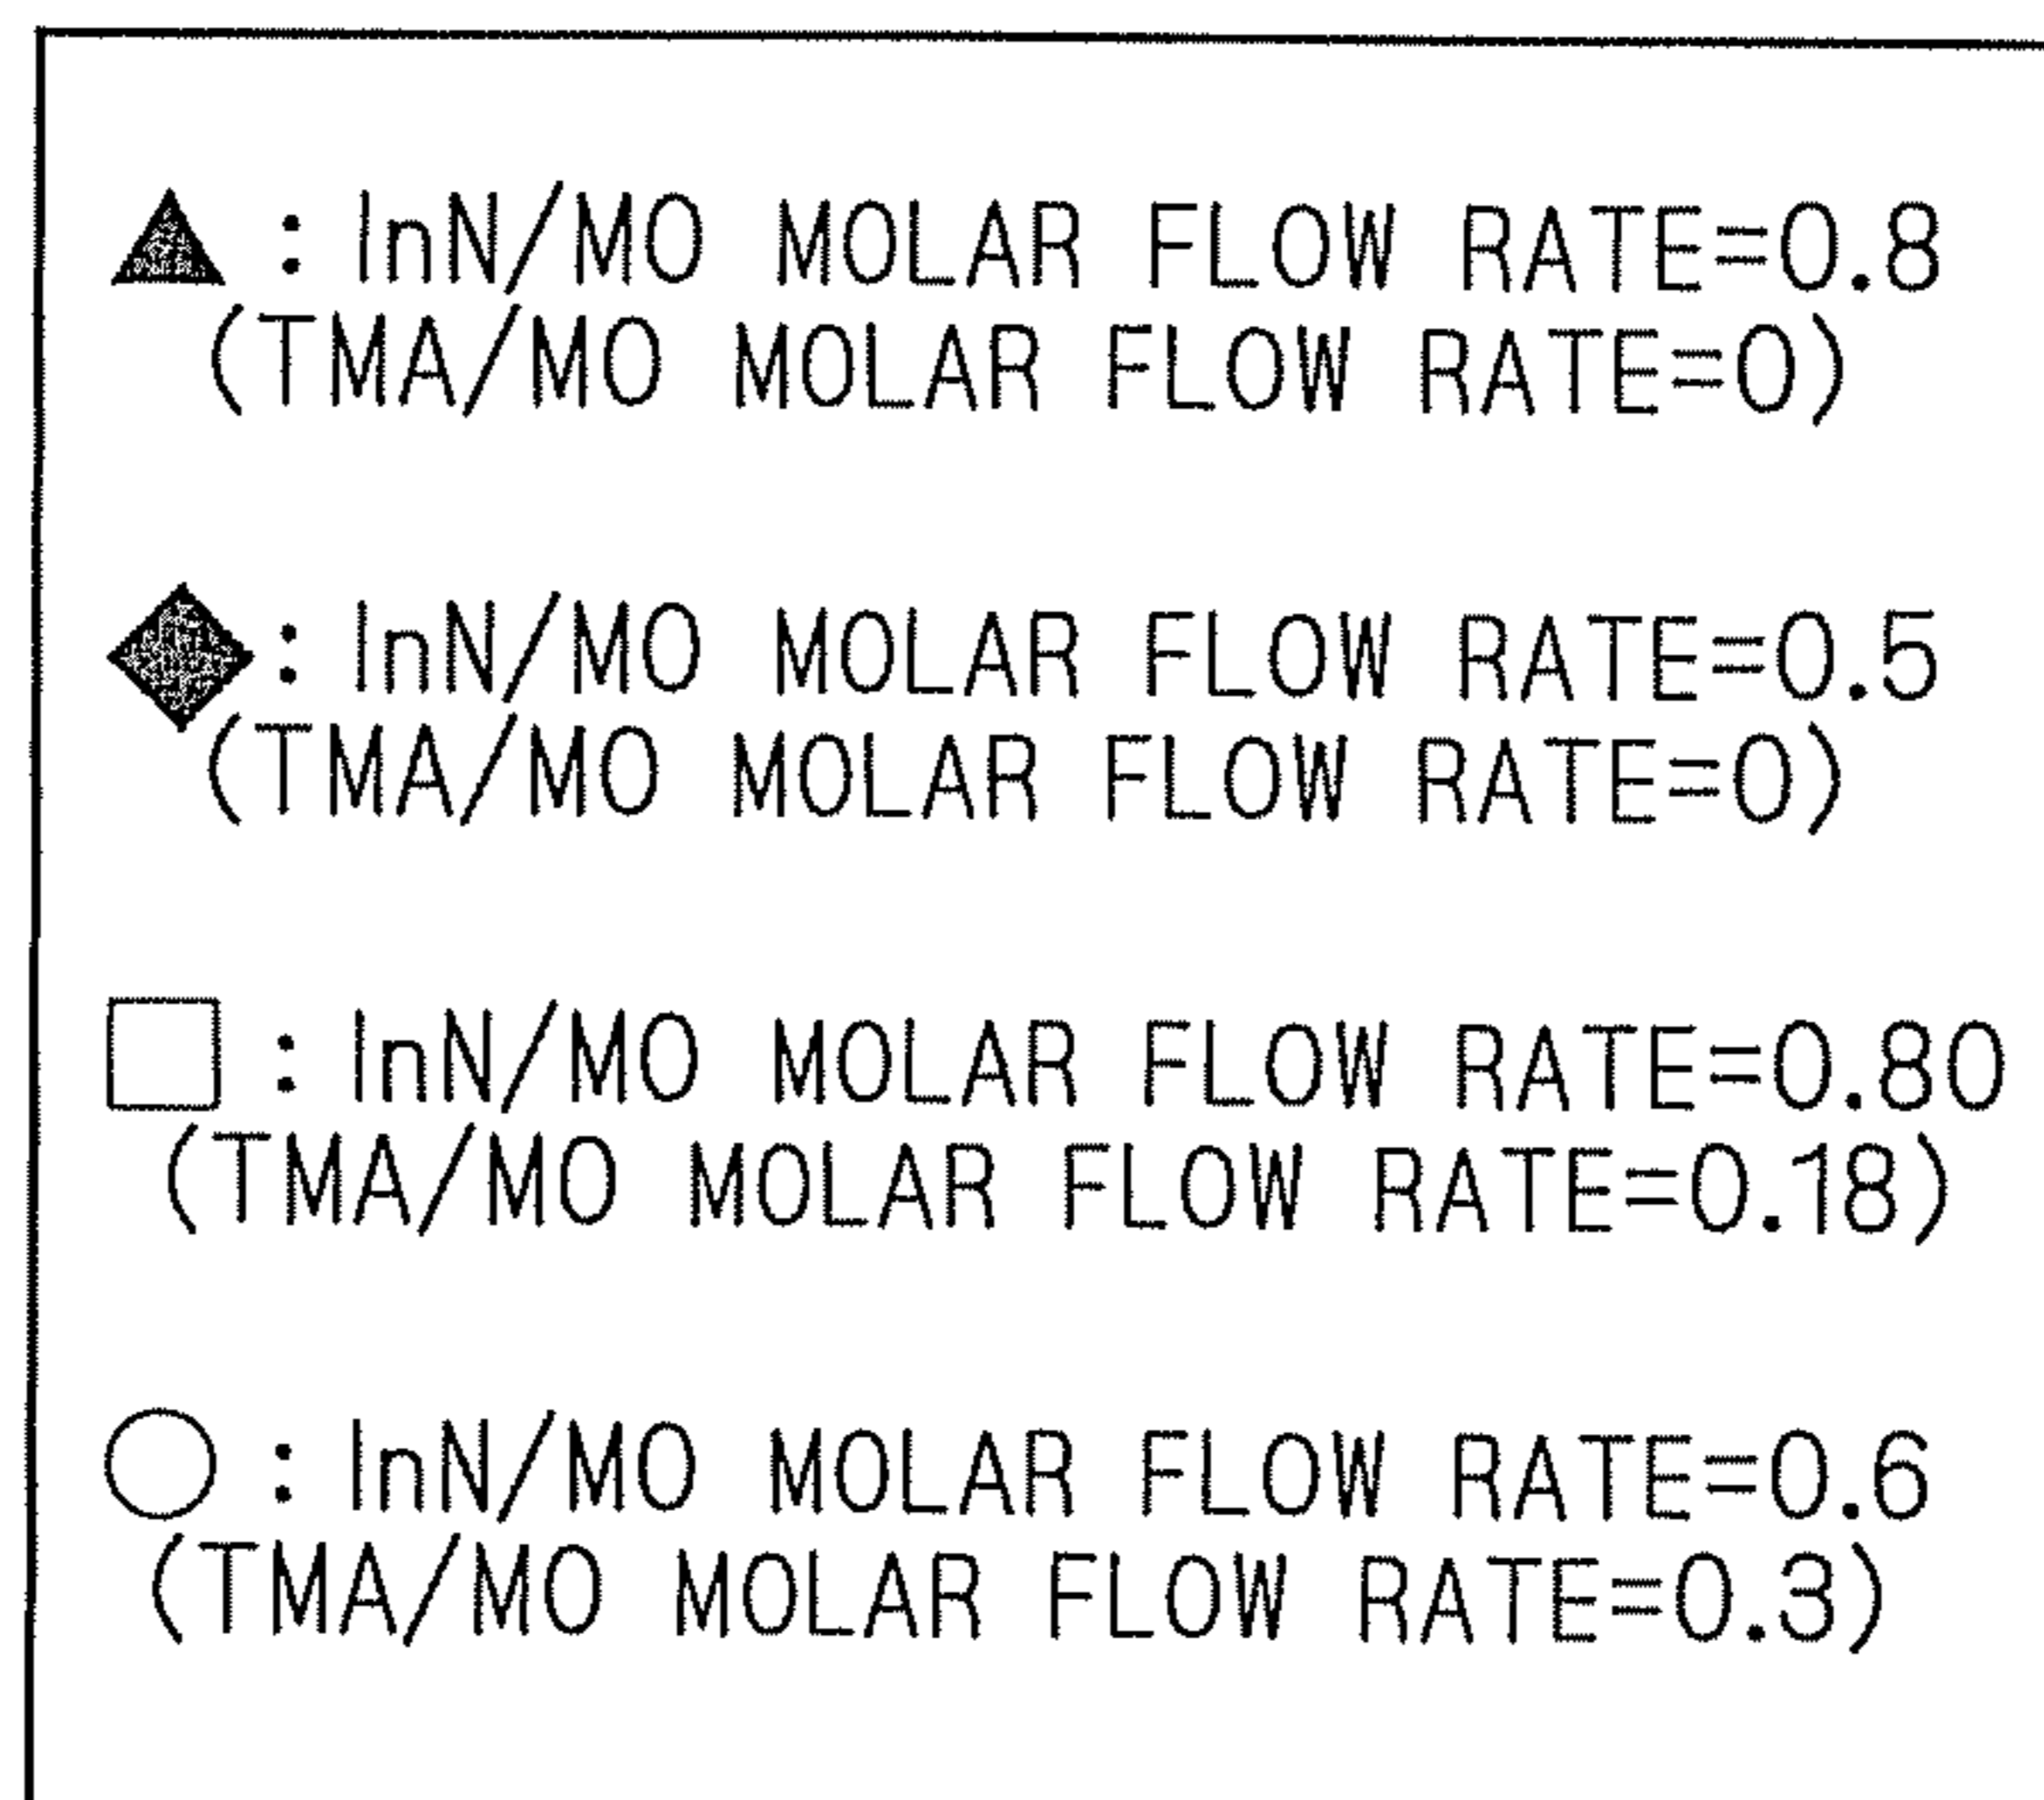 ▲ : InN/MO MOLAR FLOW RATE=0.8
(TMA/MO MOLAR FLOW RATE=0)
◆ : InN/MO MOLAR FLOW RATE=0.5
(TMA/MO MOLAR FLOW RATE=0)
□ : InN/MO MOLAR FLOW RATE=0.80
(TMA/MO MOLAR FLOW RATE=0.18)
○ : InN/MO MOLAR FLOW RATE=0.6
(TMA/MO MOLAR FLOW RATE=0.3)